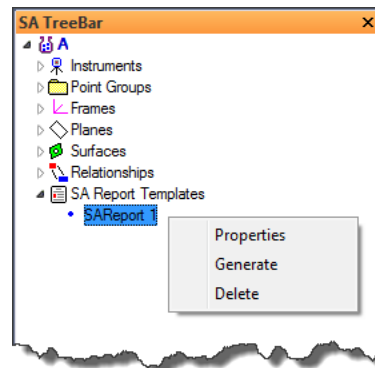 SA TreeBar
A
Instruments
Point Groups
Frames
Planes
Surfaces
Relationships
SA Report Templates
SAReport 1
Properties
Generate
Delete